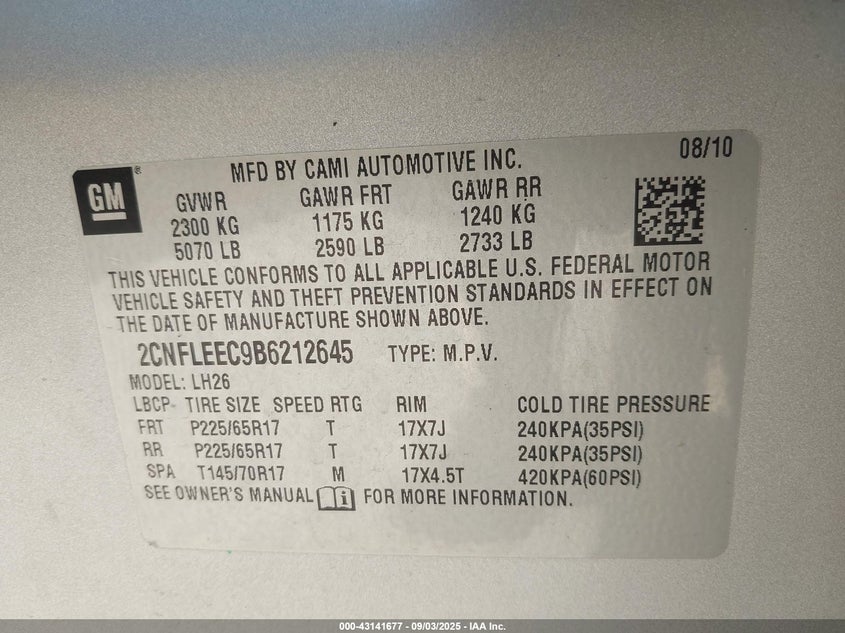 GM
MFD BY CAMI AUTOMOTIVE INC. 08/10
GVWR GAWR FRT GAWR RR
2300 KG 1175 KG 1240 KG
5070 LB 2590 LB 2733 LB
THIS VEHICLE CONFORMS TO ALL APPLICABLE U.S. FEDERAL MOTOR
VEHICLE SAFETY AND THEFT PREVENTION STANDARDS IN EFFECT ON
THE DATE OF MANUFACTURE SHOWN ABOVE.
2CNFLEEC9B6212645 TYPE: M.P.V.
MODEL: LH26
LBCP- TIRE SIZE SPEED RTG RIM COLD TIRE PRESSURE
FRT P225/65R17 T 17X7J 240KPA(35PSI)
RR P225/65R17 T 17X7J 240KPA(35PSI)
SPA T145/70R17 M 17X4.5T 420KPA(60PSI)
SEE OWNER'S MANUAL i FOR MORE INFORMATION.
000-43141677 - 09/03/2025 - IAA Inc.